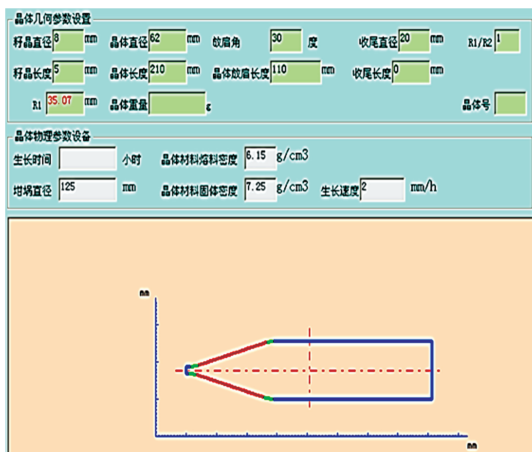 晶体几何参数设置
籽晶直径 8 mm 晶体直径 62 mm 放肩角 30 度 收尾直径 20 mm R1/R2 1
籽晶长度 5 mm 晶体长度 210 mm 晶体放肩长度 110 mm 收尾长度 0 mm
R1 35.07 mm 晶体重量 g 晶体号
晶体物理参数设备
生长时间 小时 晶体材料熔料密度 6.15 g/cm3
坩埚直径 125 mm 晶体材料固体密度 7.25 g/cm3 生长速度 2 mm/h
mm
mm